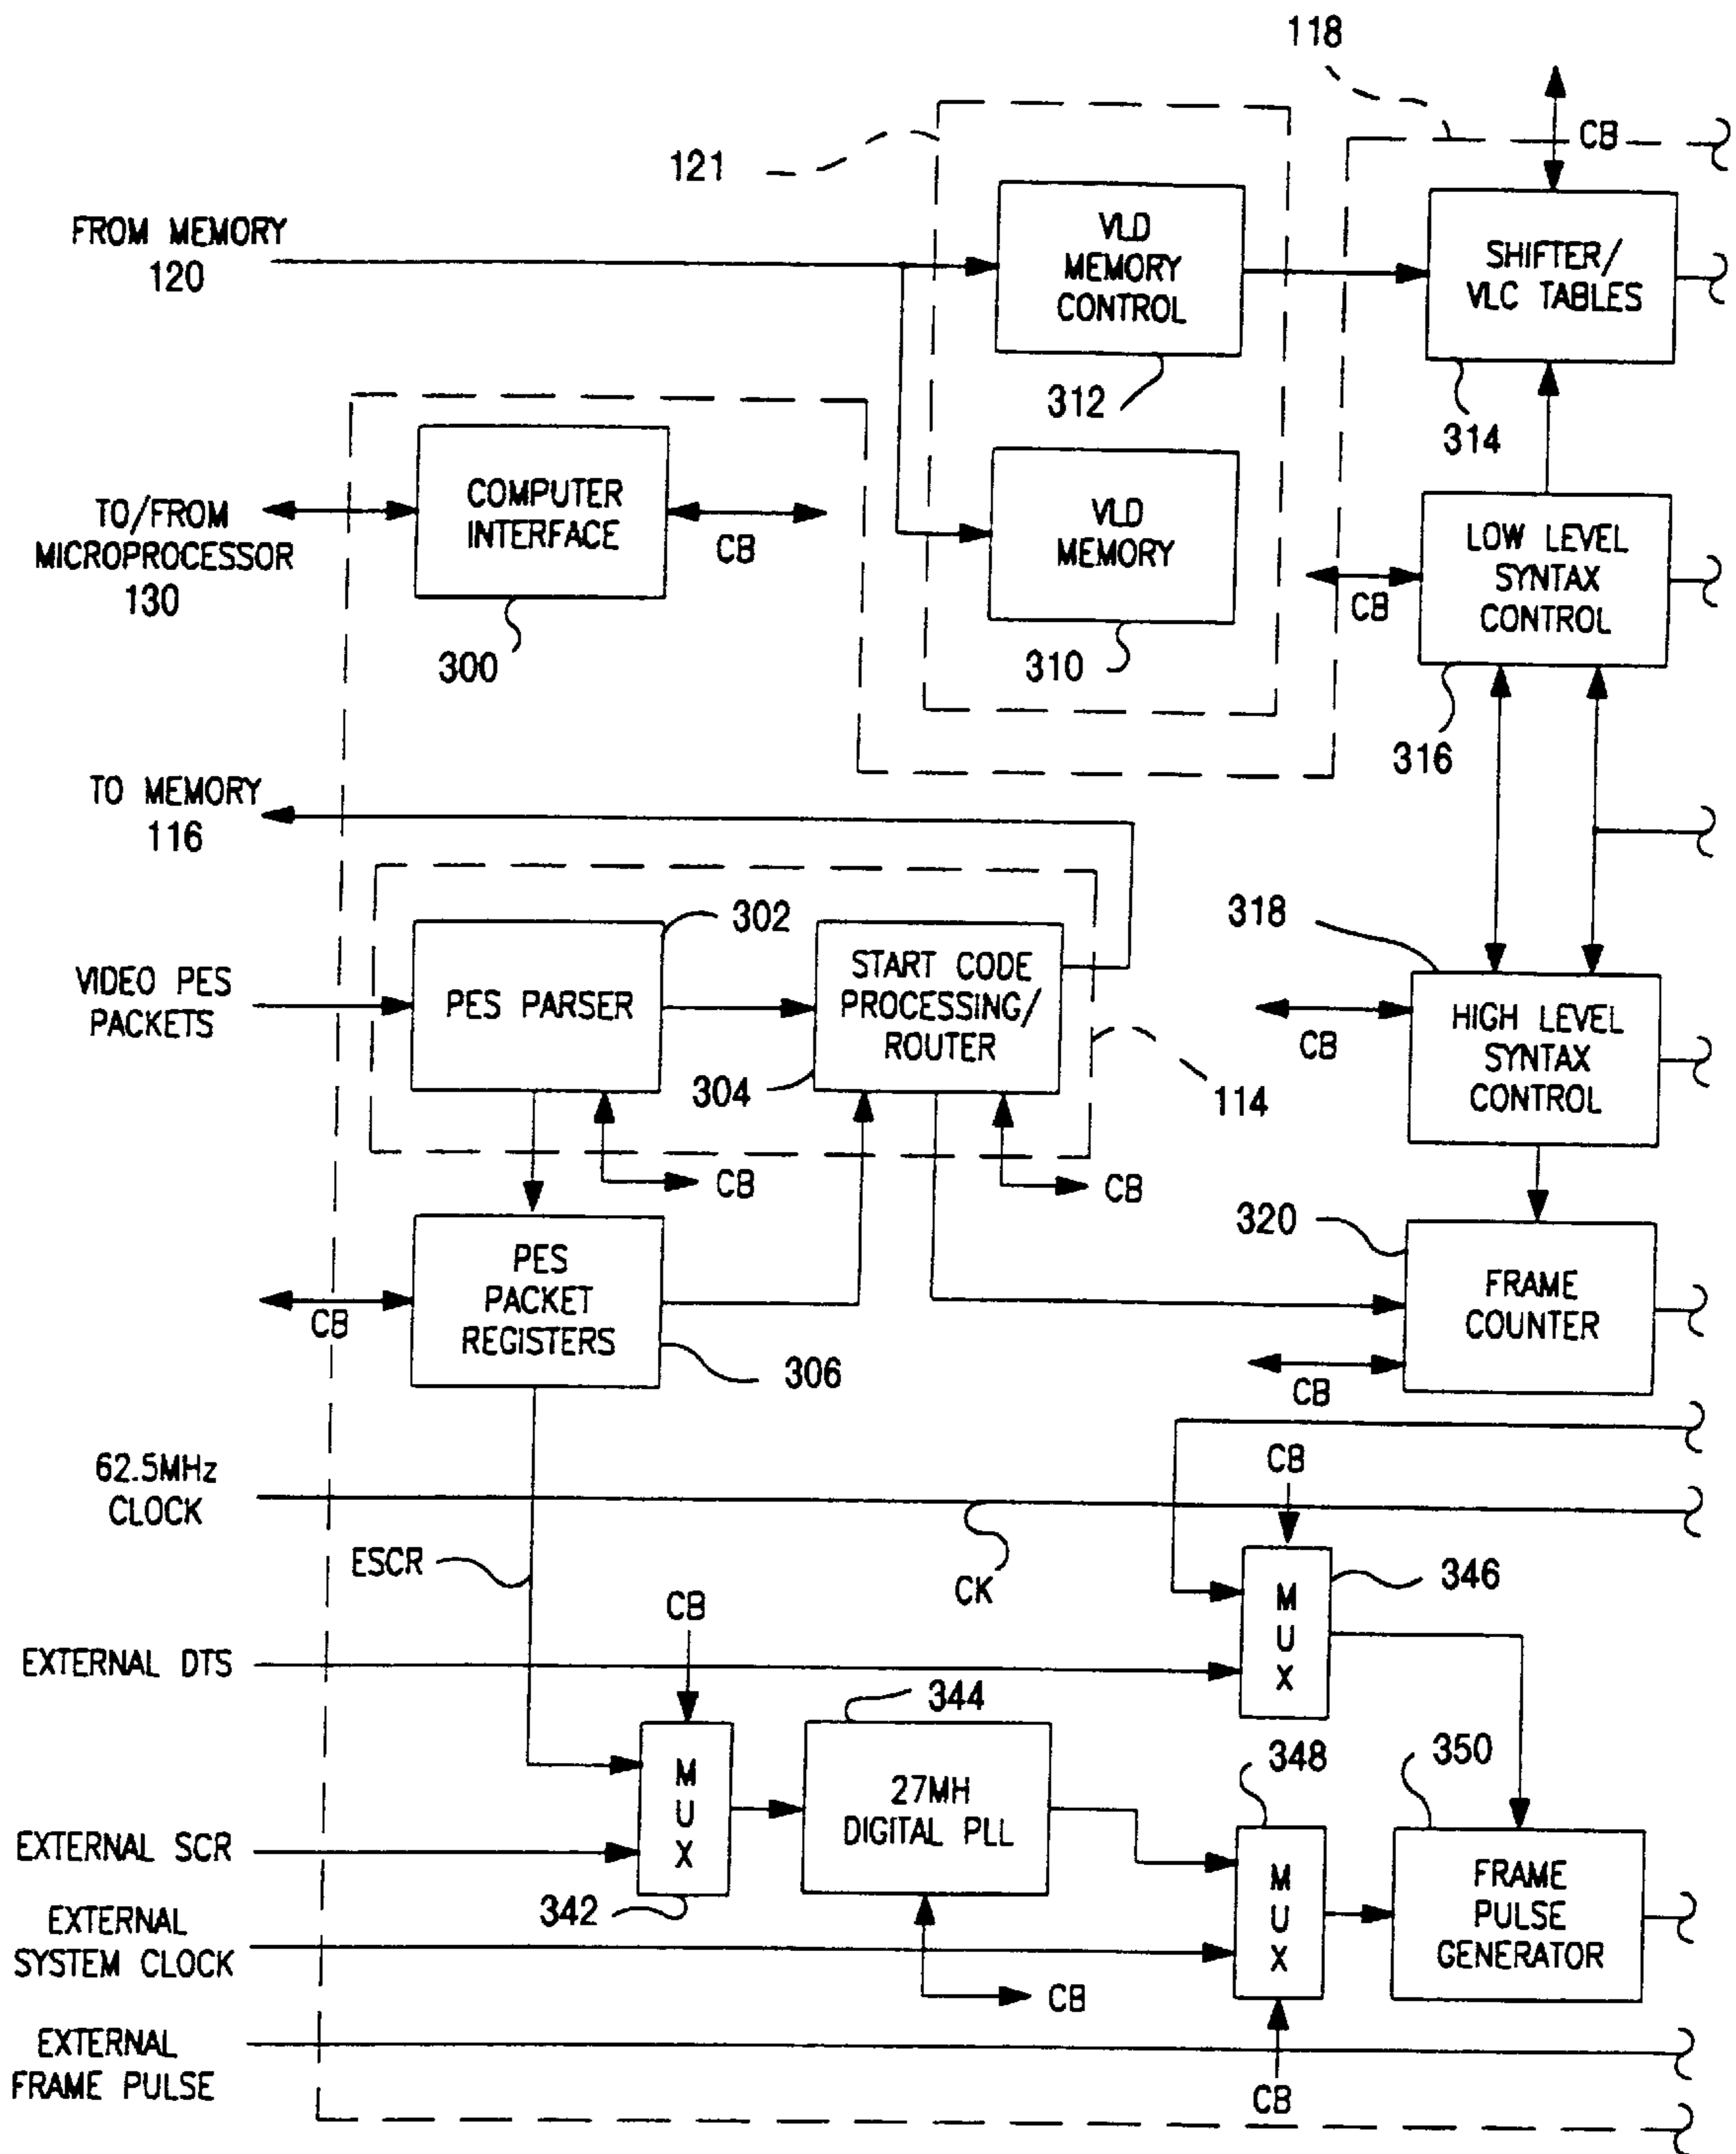 118
CB
121
FROM MEMORY
120
VLD
MEMORY
CONTROL
SHIFTER/
VLC TABLES
312
314
COMPUTER
INTERFACE
CB
TO/FROM
MICROPROCESSOR
130
VLD
MEMORY
LOW LEVEL
SYNTAX
CONTROL
CB
300
310
316
TO MEMORY
116
302
318
VIDEO PES
PACKETS
PES PARSER
START CODE
PROCESSING/
ROUTER
HIGH LEVEL
SYNTAX
CONTROL
CB
304
114
CB
CB
320
PES
PACKET
REGISTERS
FRAME
COUNTER
CB
306
CB
62.5MHz
CLOCK
CB
ESCR
CK
346
CB
MUX
EXTERNAL DTS
344
348
350
MUX
27MH
DIGITAL PLL
EXTERNAL SCR
MUX
FRAME
PULSE
GENERATOR
342
EXTERNAL
SYSTEM CLOCK
CB
EXTERNAL
FRAME PULSE
CB